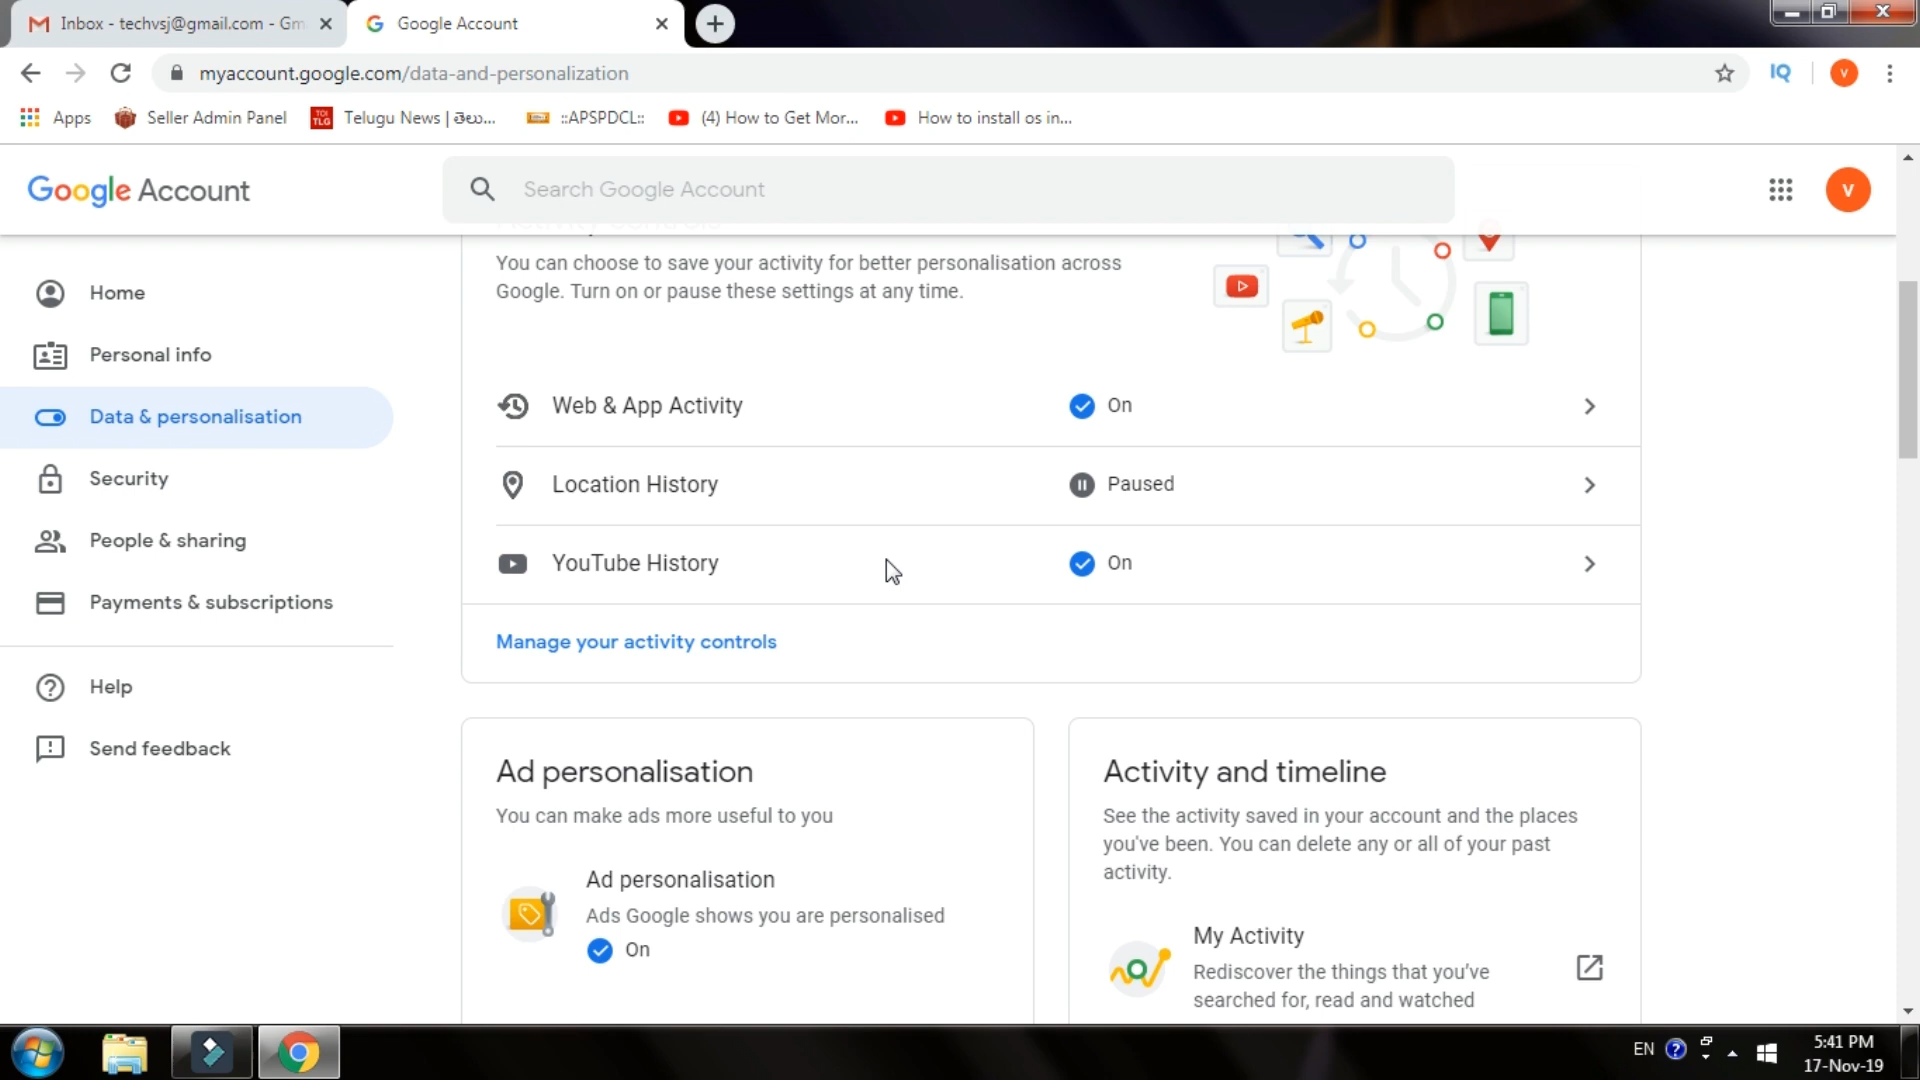 Inbox - techvsj@gmail.com - Gm
Google Account
myaccount.google.com/data-and-personalization
IQ
V
Apps
Seller Admin Panel
TOI
TLG
Telugu News | తెలు...
::APSPDCL::
(4) How to Get Mor...
How to install os in...
Google Account
Search Google Account
V
Activity controls
You can choose to save your activity for better personalisation across
Google. Turn on or pause these settings at any time.
Home
Personal info
Data & personalisation
Security
People & sharing
Payments & subscriptions
Help
Send feedback
Web & App Activity
On
Location History
Paused
YouTube History
On
Manage your activity controls
Ad personalisation
You can make ads more useful to you
Ad personalisation
Ads Google shows you are personalised
On
Activity and timeline
See the activity saved in your account and the places
you've been. You can delete any or all of your past
activity.
My Activity
Rediscover the things that you've
searched for, read and watched
EN
5:41 PM
17-Nov-19